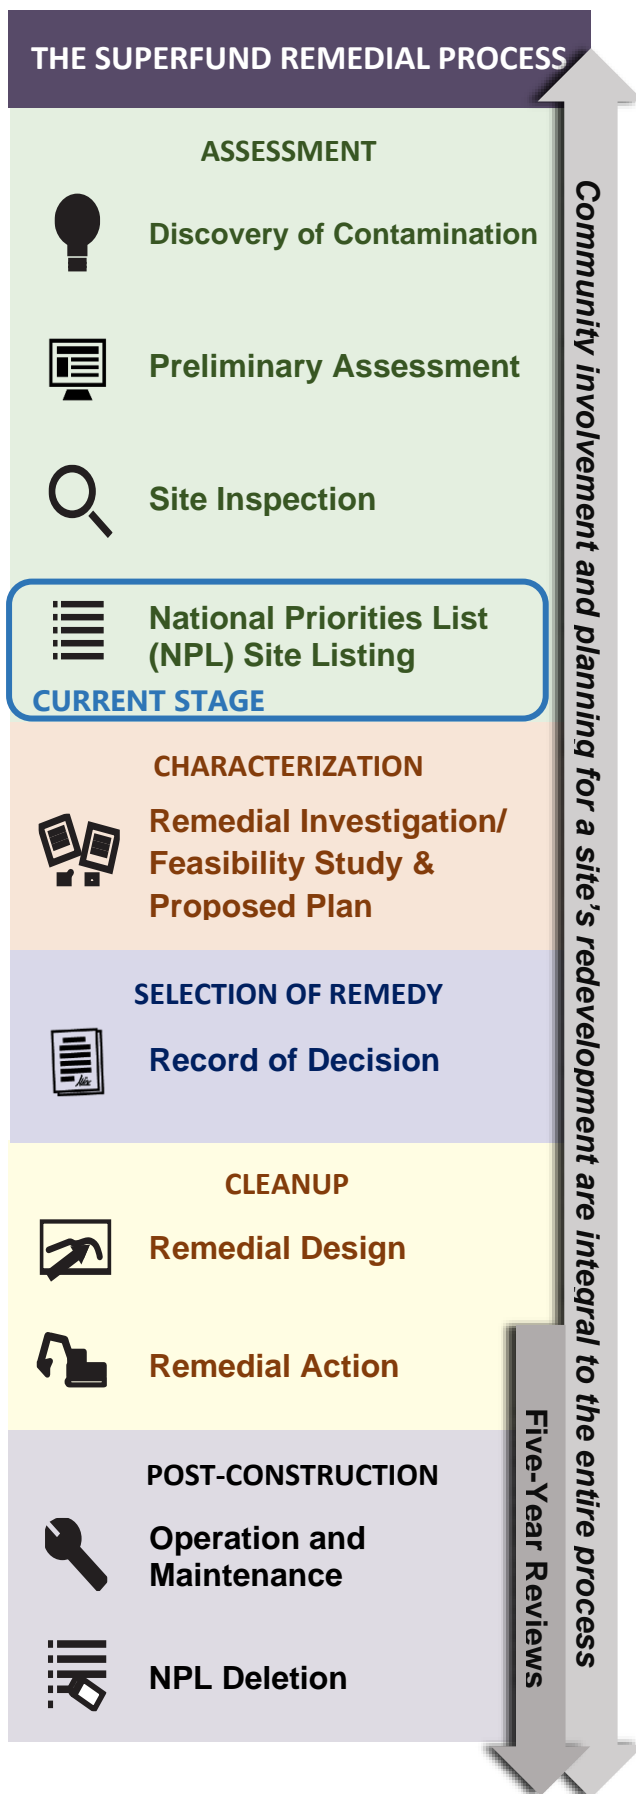 THE SUPERFUND REMEDIAL PROCESS
ASSESSMENT
Discovery of Contamination
Preliminary Assessment
Site Inspection
National Priorities List
(NPL) Site Listing
CURRENT STAGE
CHARACTERIZATION
Remedial Investigation/
Feasibility Study &
Proposed Plan
SELECTION OF REMEDY
Record of Decision
CLEANUP
Remedial Design
Remedial Action
POST-CONSTRUCTION
Operation and
Maintenance
NPL Deletion
Five-Year Reviews
Community involvement and planning for a site’s redevelopment are integral to the entire process